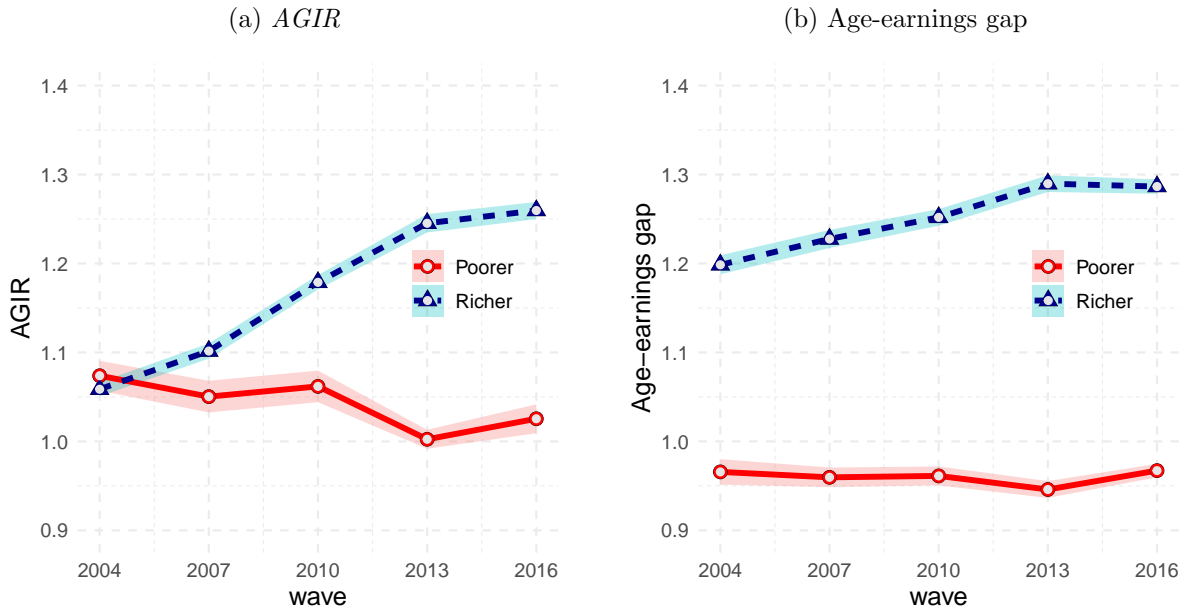 (a) AGIR
1.4
1.3
1.2
1.1
1.0
0.9
AGIR
Poorer
Richer
2004 2007 2010 2013 2016
wave
(b) Age-earnings gap
1.4
1.3
1.2
1.1
1.0
0.9
Age−earnings gap
Poorer
Richer
2004 2007 2010 2013 2016
wave